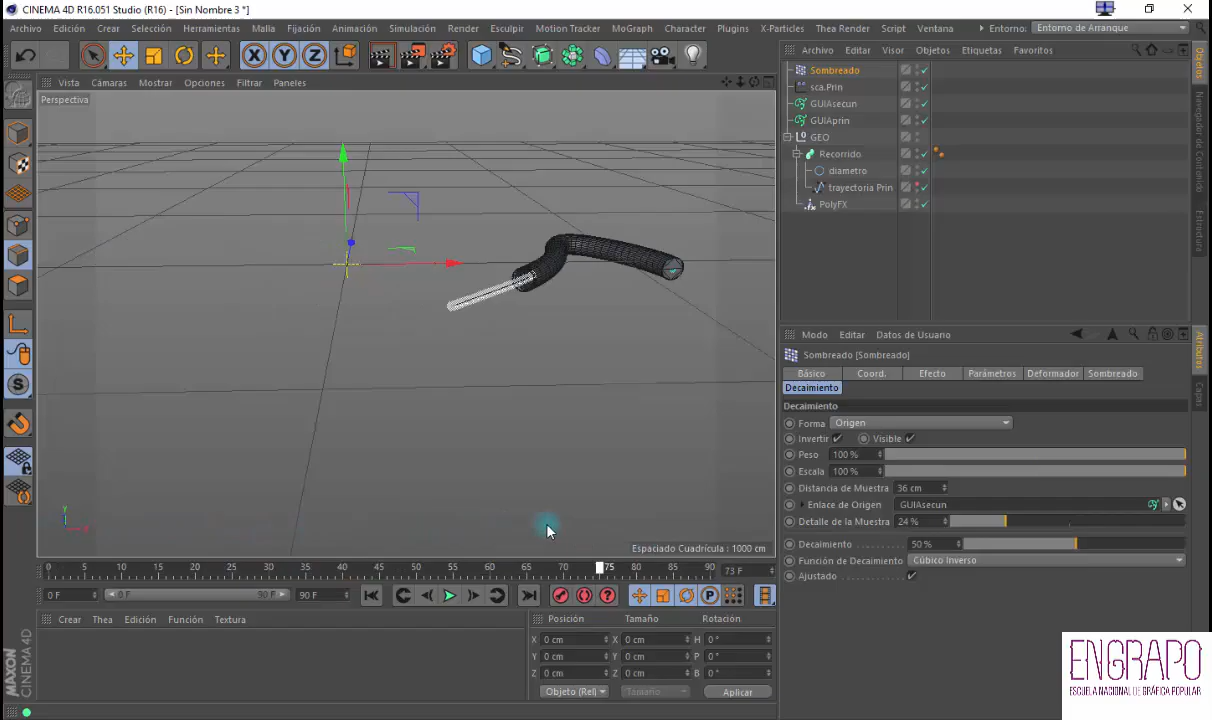 CINEMA 4D R16.051 Studio (R16) - [Sin Nombre 3 *]
Archivo Edición Crear Selección Herramientas Malla Fijación Animación Simulación Render Esculpir Motion Tracker MoGraph Character Plugins X-Particles Thea Render Script Ventana Entorno: Entorno de Arranque
X Y Z
Archivo Editar Visor Objetos Etiquetas Favoritos
Vista Cámaras Mostrar Opciones Filtrar Paneles
Perspectiva
Sombreado
sca.Prin
GUIAsecun
GUIAprin
GEO
Recorrido
diametro
trayectoria Prin
PolyFX
Objetos
Navegador de Contenido
Estructura
Modo Editar Datos de Usuario
Sombreado [Sombreado]
Básico Coord. Efecto Parámetros Deformador Sombreado
Decaimiento
Decaimiento
Forma Origen
Invertir Visible
Peso 100 %
Escala 100 %
Distancia de Muestra 36 cm
Enlace de Origen GUIAsecun
Detalle de la Muestra 24 %
Decaimiento 50 %
Función de Decaimiento Cúbico Inverso
Ajustado
Atributos
Capas
Espaciado Cuadrícula : 1000 cm
0 5 10 15 20 25 30 35 40 45 50 55 60 65 75 80 85 90 73 F
0 F 0 F 90 F 90 F
Crear Thea Edición Función Textura
Posición Tamaño Rotación
X 0 cm X 0 cm H 0 °
Y 0 cm Y 0 cm P 0 °
Z 0 cm Z 0 cm B 0 °
Objeto (Rel) Tamaño Aplicar
MAXON CINEMA 4D
ENGRAPO
ESCUELA NACIONAL DE GRÁFICA POPULAR